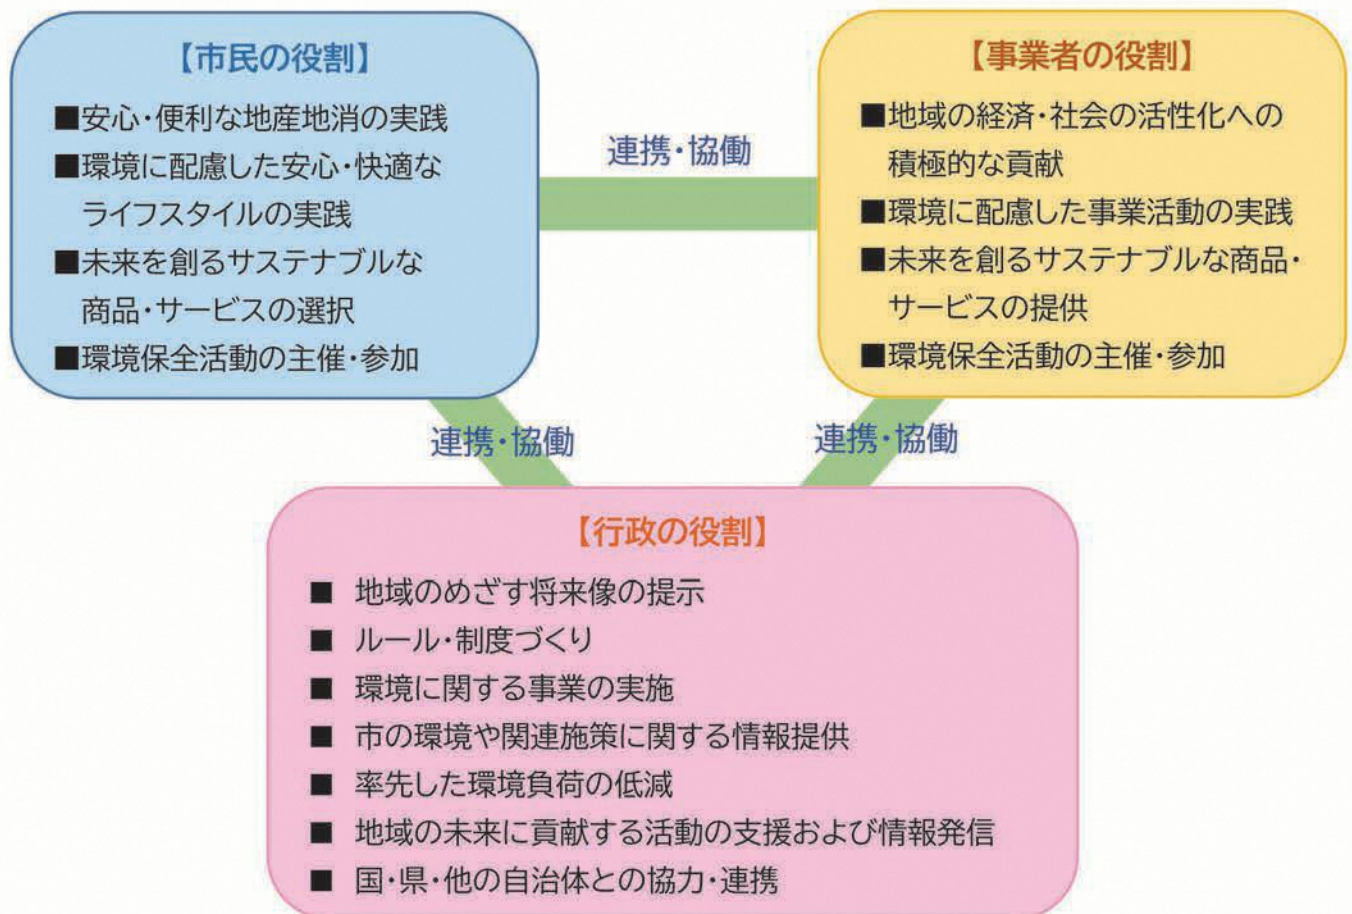 【市民の役割】
■安心・便利な地産地消の実践
■環境に配慮した安心・快適な
ライフスタイルの実践
■未来を創るサステナブルな
商品・サービスの選択
■環境保全活動の主催・参加
連携・協働
【事業者の役割】
■地域の経済・社会の活性化への
積極的な貢献
■環境に配慮した事業活動の実践
■未来を創るサステナブルな商品・
サービスの提供
■環境保全活動の主催・参加
連携・協働
連携・協働
【行政の役割】
■ 地域のめざす将来像の提示
■ ルール・制度づくり
■ 環境に関する事業の実施
■ 市の環境や関連施策に関する情報提供
■ 率先した環境負荷の低減
■ 地域の未来に貢献する活動の支援および情報発信
■ 国・県・他の自治体との協力・連携